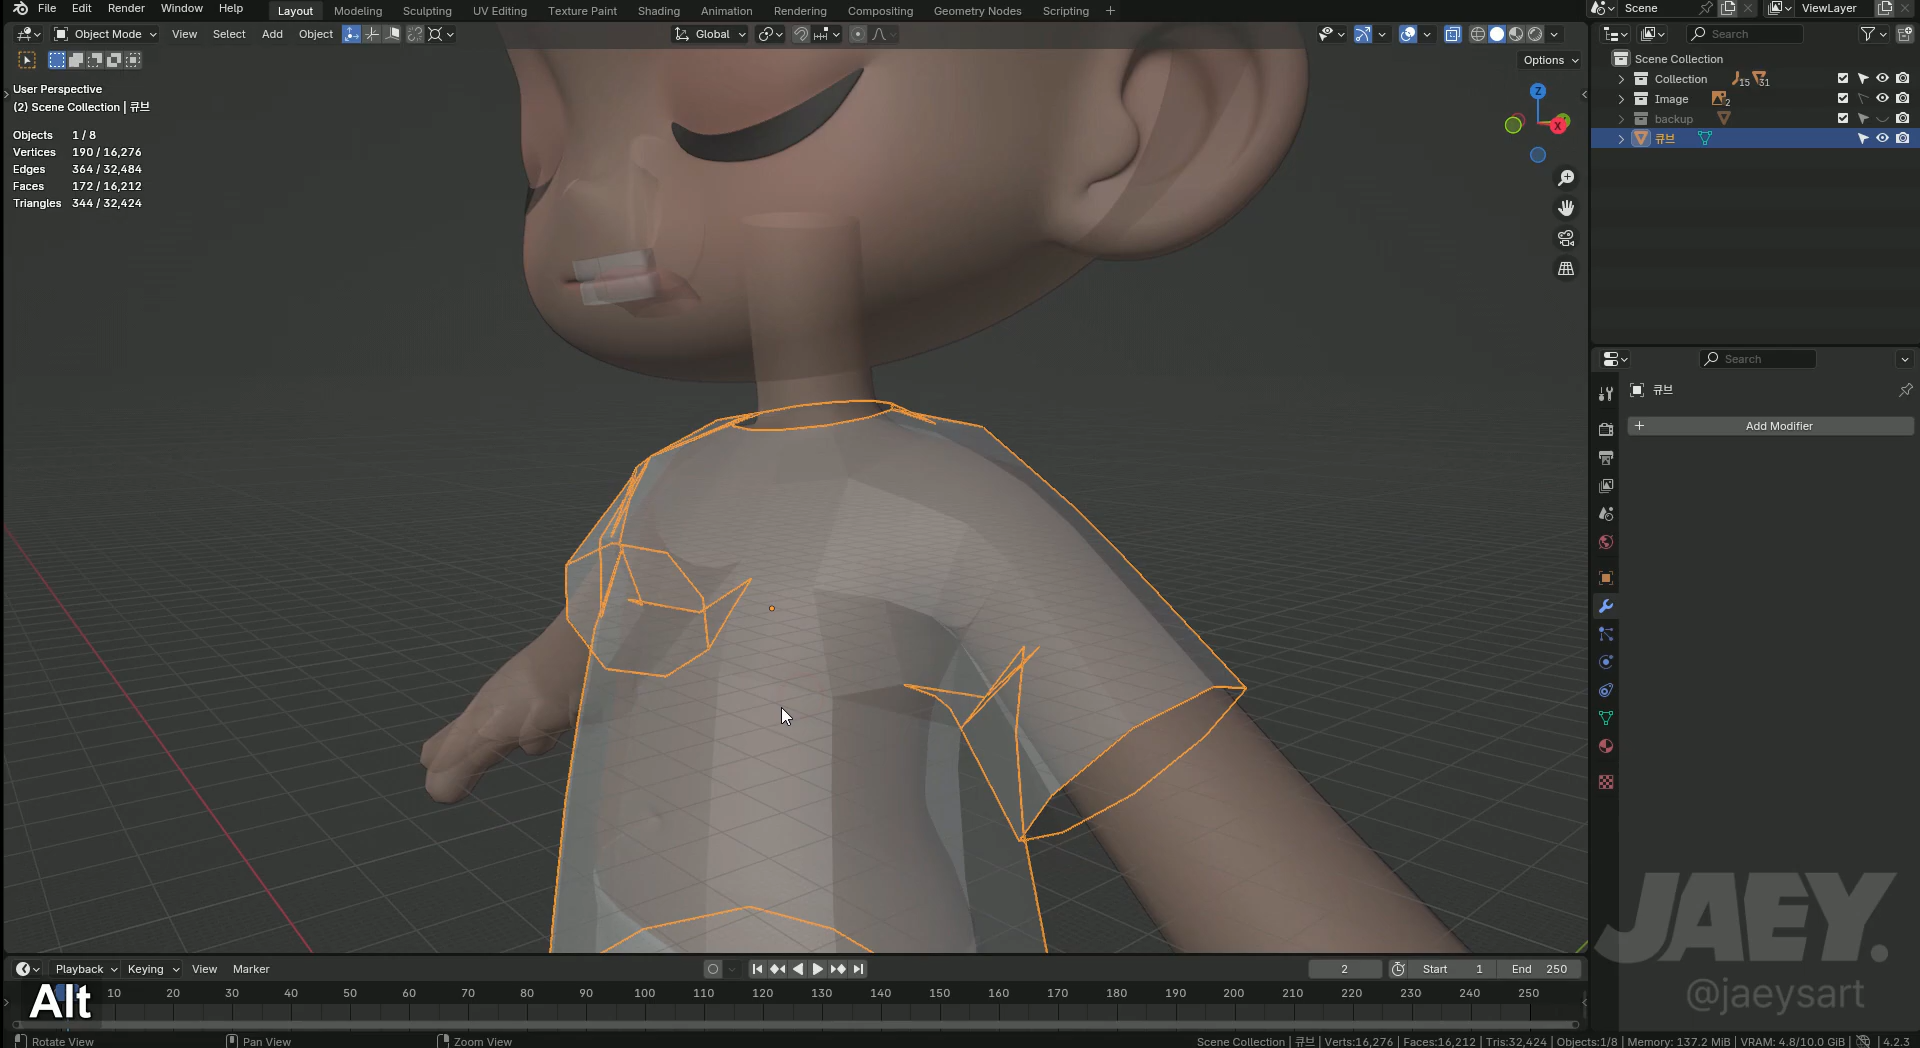 File Edit Render Window Help Layout Modeling Sculpting UV Editing Texture Paint Shading Animation Rendering Compositing Geometry Nodes Scripting + Scene ViewLayer
Object Mode View Select Add Object Global Search
Options
User Perspective
(2) Scene Collection | 큐브
Objects 1 / 8
Vertices 190 / 16,276
Edges 364 / 32,484
Faces 172 / 16,212
Triangles 344 / 32,424
Z
X
Scene Collection
Collection 15 31
Image 2
backup
큐브
Search
큐브
+ Add Modifier
JAEY.
@jaeysart
Playback Keying View Marker 2 Start 1 End 250
10 20 30 40 50 60 70 80 90 100 110 120 130 140 150 160 170 180 190 200 210 220 230 240 250
Alt
Rotate View Pan View Zoom View Scene Collection | 큐브 | Verts:16,276 | Faces:16,212 | Tris:32,424 | Objects:1/8 | Memory: 137.2 MiB | VRAM: 4.8/10.0 GiB | 4.2.3